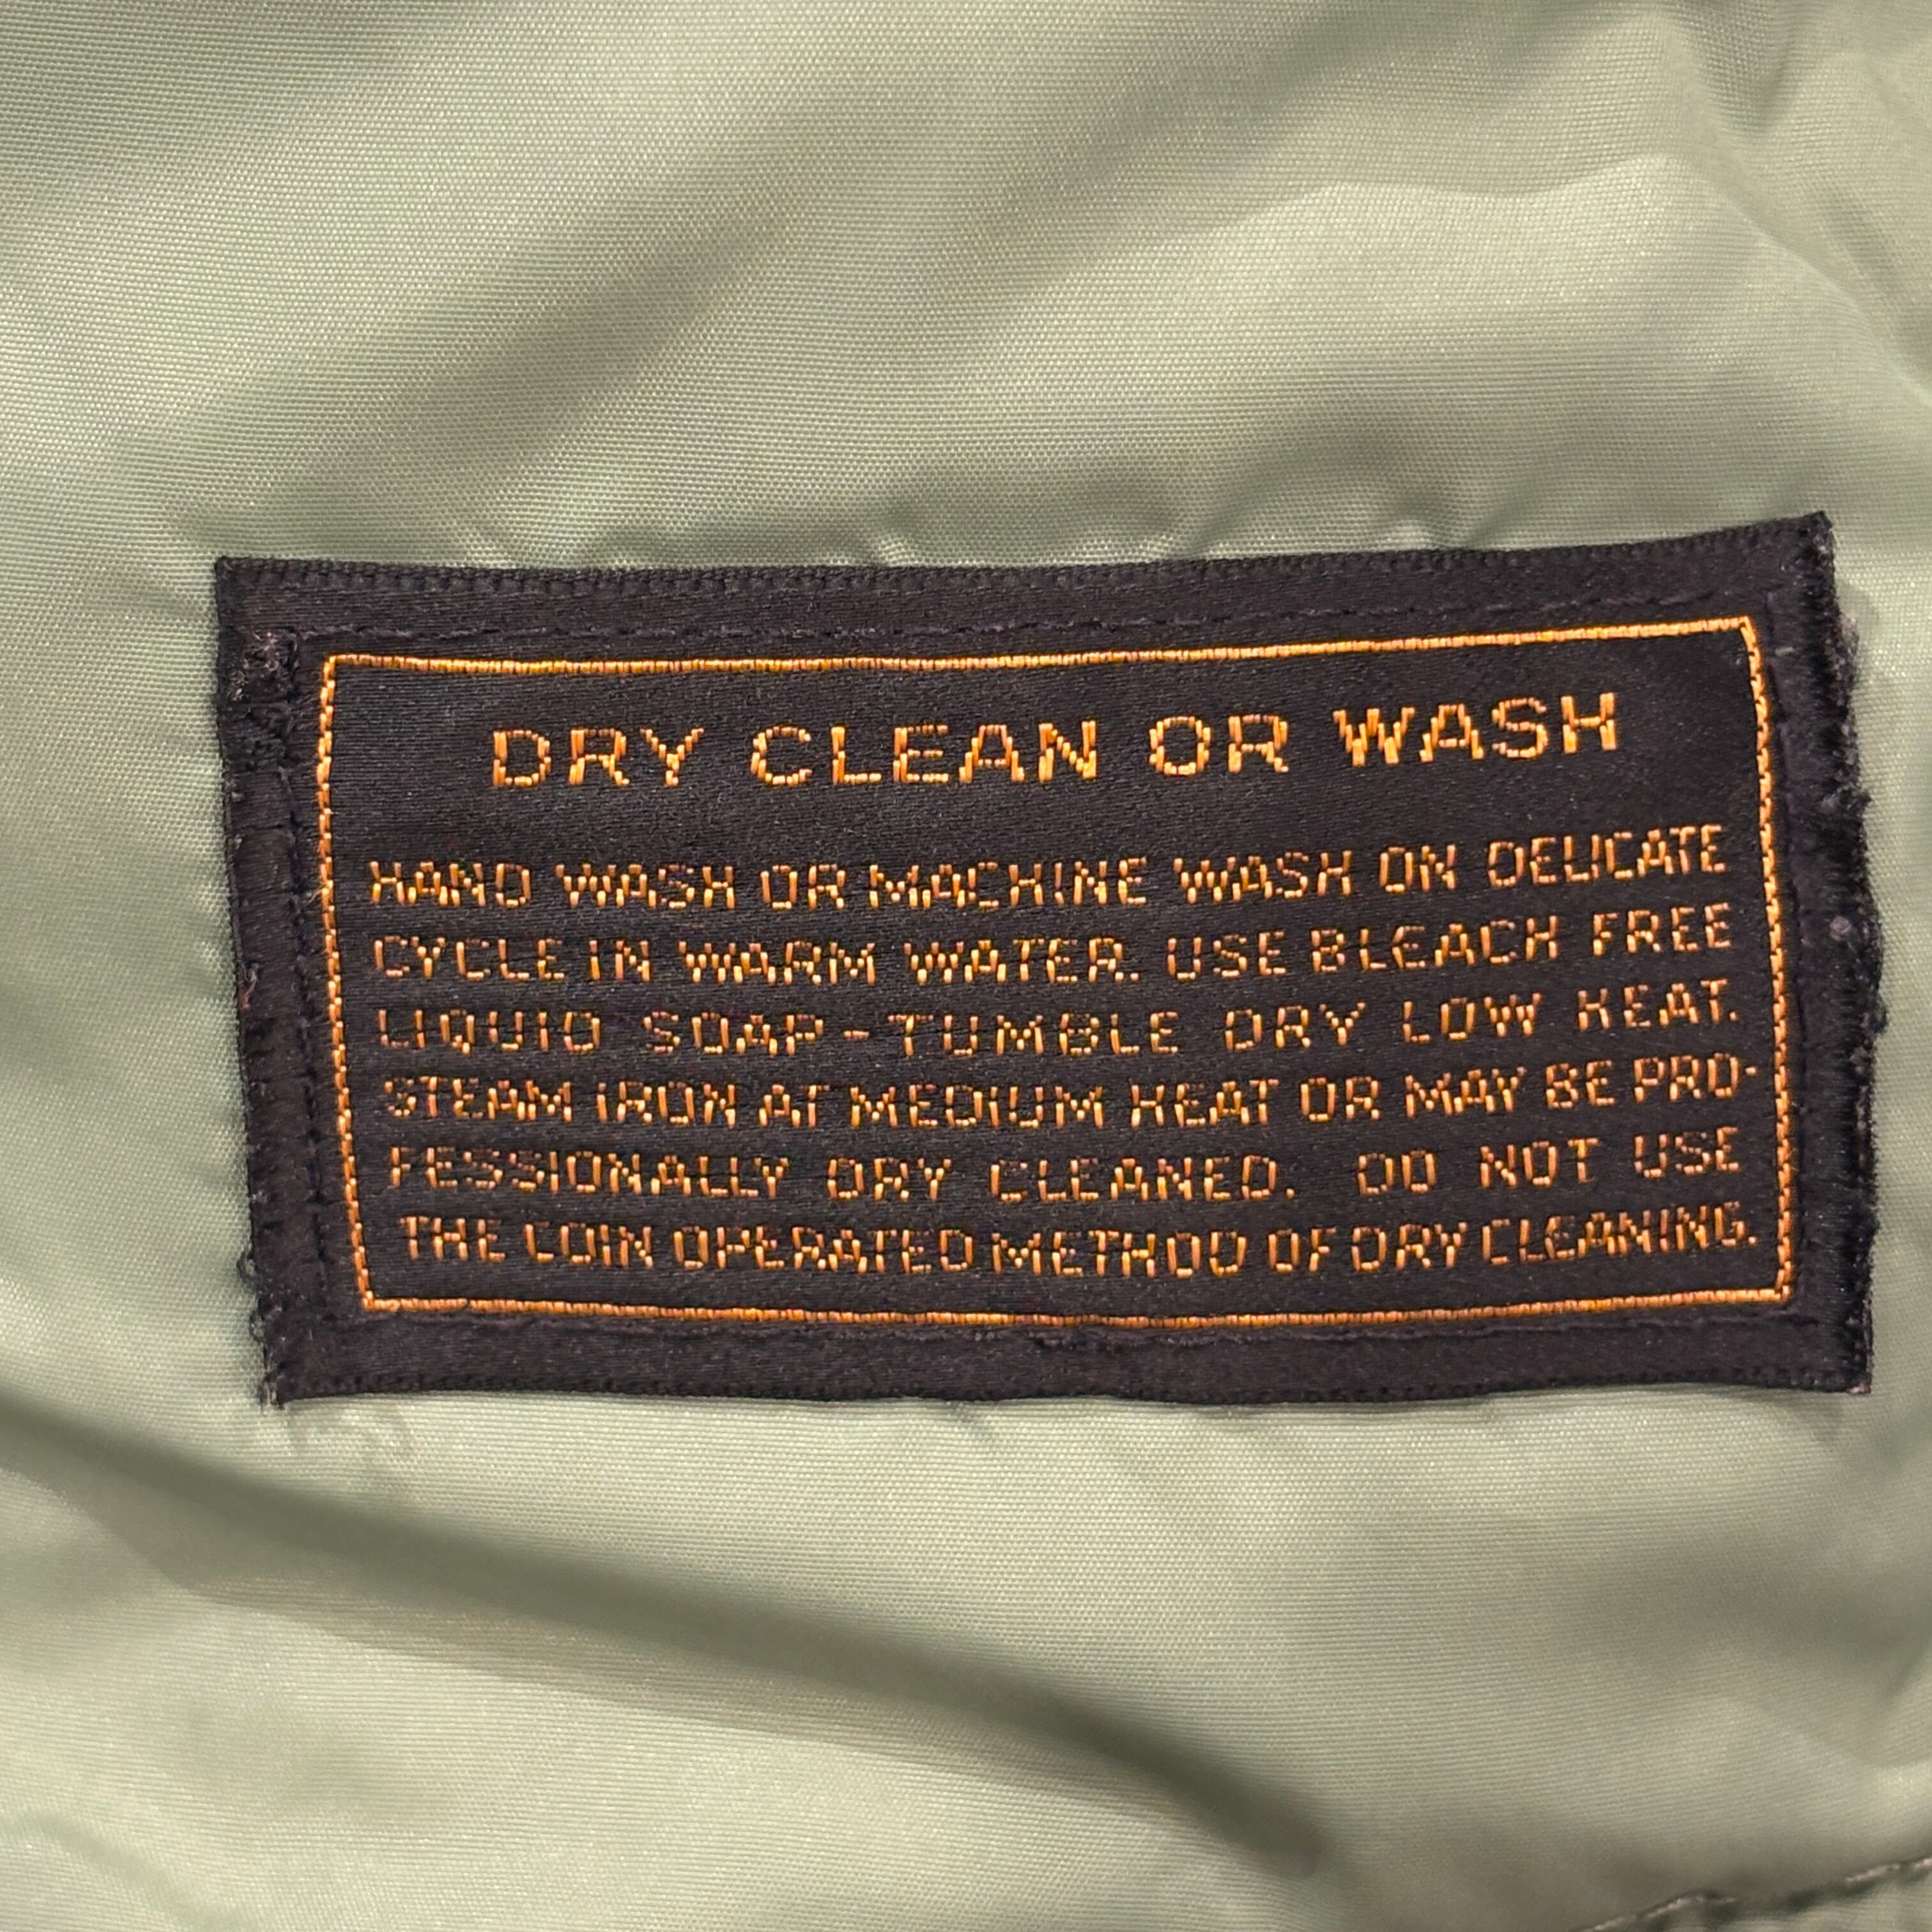 DRY CLEAN OR WASH
HAND WASH OR MACHINE WASH ON DELICATE
CYCLE IN WARM WATER. USE BLEACH FREE
LIQUID SOAP-TUMBLE DRY LOW HEAT.
STEAM IRON AT MEDIUM HEAT OR MAY BE PRO-
FESSIONALLY DRY CLEANED. DO NOT USE
THE COIN OPERATED METHOD OF DRY CLEANING.